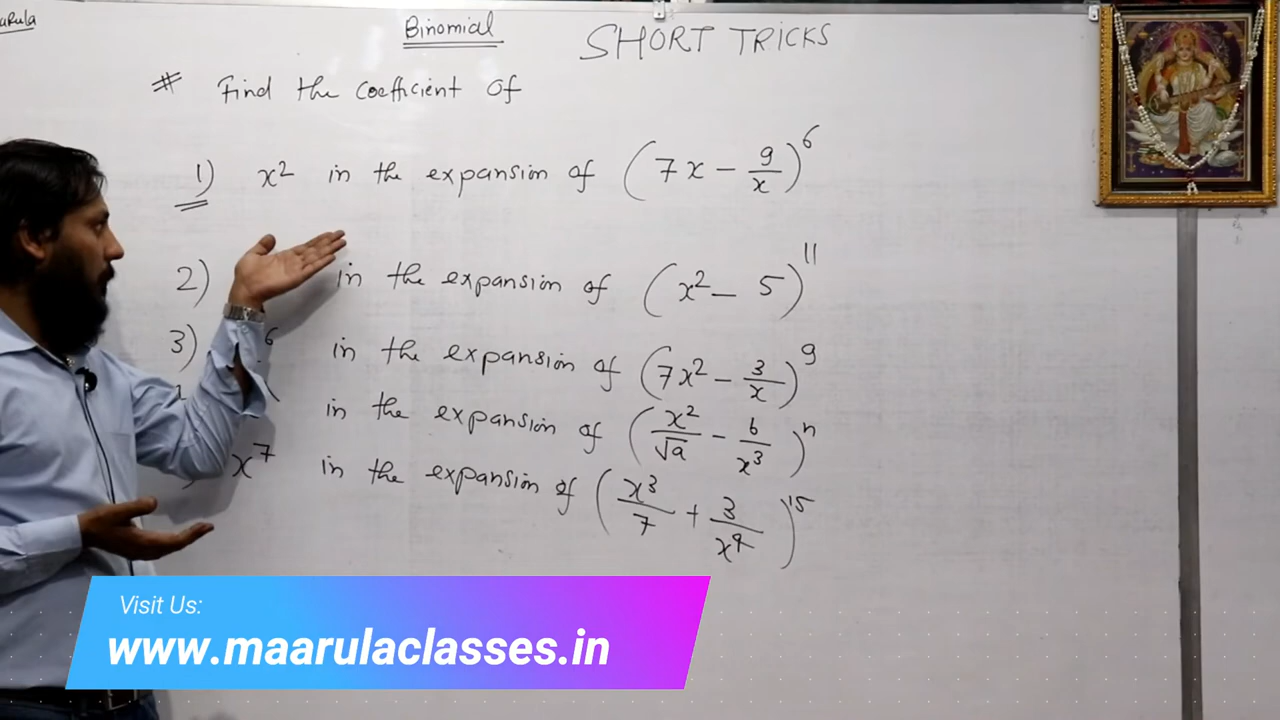 Binomial
SHORT TRICKS
# Find the coefficient of
1) x² in the expansion of (7x - 9/x)⁶
2) in the expansion of (x² - 5)¹¹
3) ⁶ in the expansion of (7x² - 3/x)⁹
in the expansion of (x²/√a - b/x³)ⁿ
x⁷ in the expansion of (x³/7 + 3/x⁹)¹⁵
Visit Us:
www.maarulaclasses.in